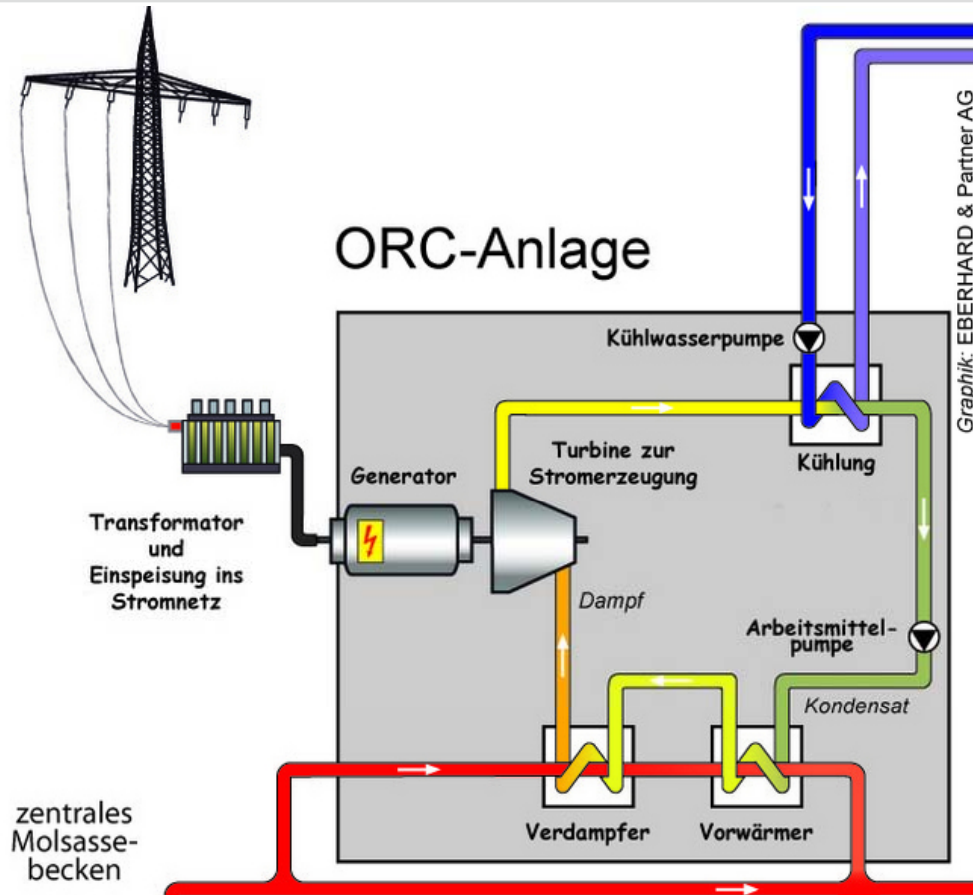 ORC-Anlage
Graphik: EBERHARD & Partner AG
Kühlwasserpumpe
Kühlung
Turbine zur
Stromerzeugung
Generator
Transformator
und
Einspeisung ins
Stromnetz
Dampf
Arbeitsmittel-
pumpe
Kondensat
Verdampfer
Vorwärmer
zentrales
Molsasse-
becken